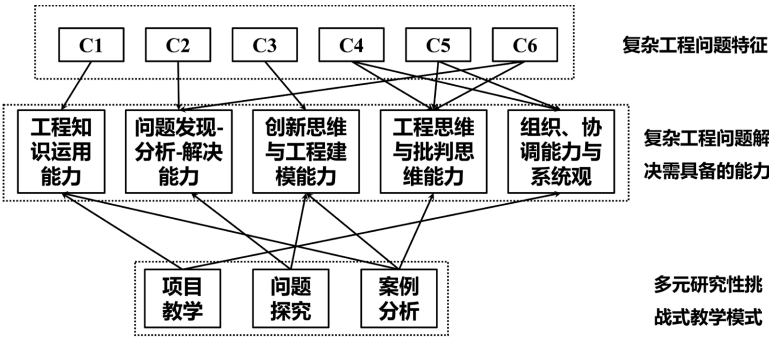 C1 C2 C3 C4 C5 C6
复杂工程问题特征
工程知
识运用
能力
问题发现-
分析-解决
能力
创新思维
与工程建
模能力
工程思维
与批判思
维能力
组织、协
调能力与
系统观
复杂工程问题解
决需具备的能力
项目
教学
问题
探究
案例
分析
多元研究性挑
战式教学模式